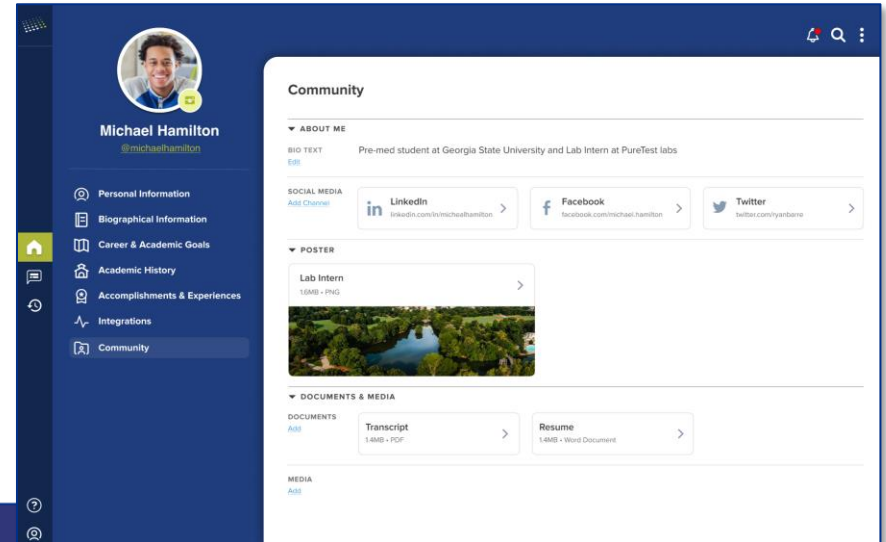 Michael Hamilton
@michaelhamilton
Personal Information
Biographical Information
Career & Academic Goals
Academic History
Accomplishments & Experiences
Integrations
Community
Community
ABOUT ME
BIO TEXT
Edit
Pre-med student at Georgia State University and Lab Intern at PureTest labs
SOCIAL MEDIA
Add Channel
LinkedIn
linkedin.com/in/michealhamilton
Facebook
facebook.com/michael.hamilton
Twitter
twitter.com/ryanbarre
POSTER
Lab Intern
1.6MB • PNG
DOCUMENTS & MEDIA
DOCUMENTS
Add
Transcript
1.4MB • PDF
Resume
1.4MB • Word Document
MEDIA
Add